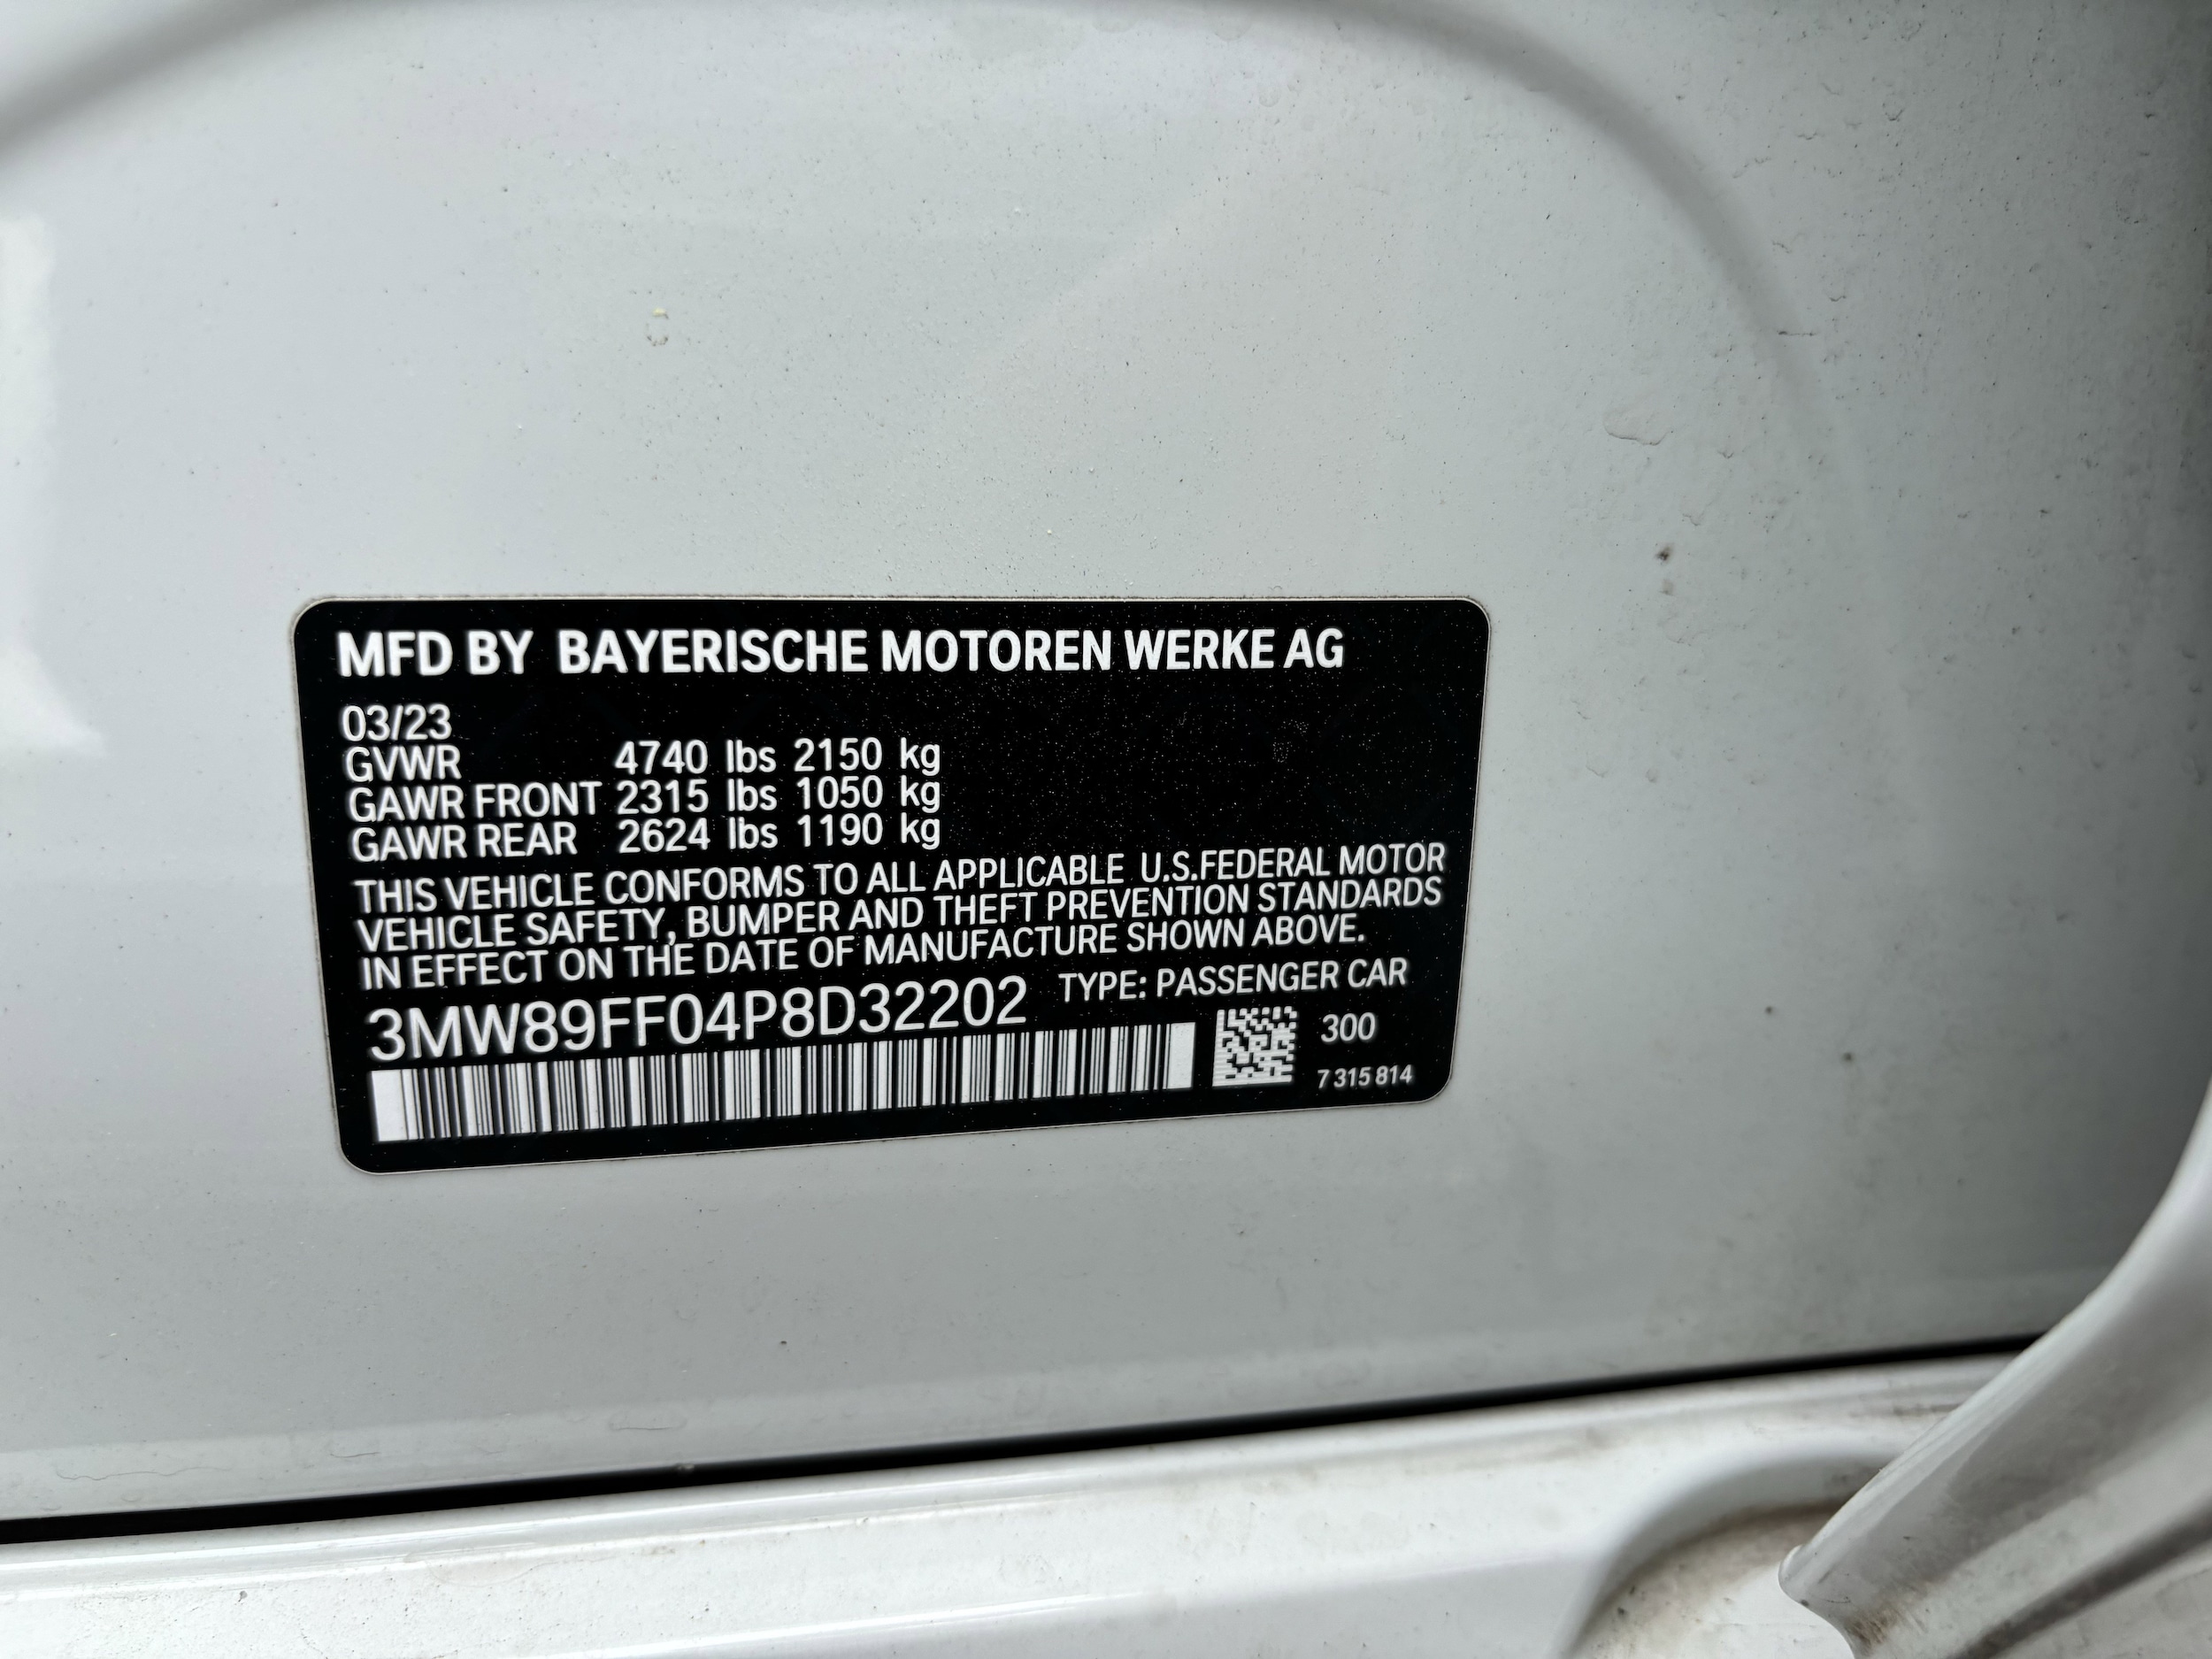 MFD BY BAYERISCHE MOTOREN WERKE AG
03/23
GVWR 4740 lbs 2150 kg
GAWR FRONT 2315 lbs 1050 kg
GAWR REAR 2624 lbs 1190 kg
THIS VEHICLE CONFORMS TO ALL APPLICABLE U.S.FEDERAL MOTOR
VEHICLE SAFETY, BUMPER AND THEFT PREVENTION STANDARDS
IN EFFECT ON THE DATE OF MANUFACTURE SHOWN ABOVE.
3MW89FF04P8D32202 TYPE: PASSENGER CAR
300
7 315 814